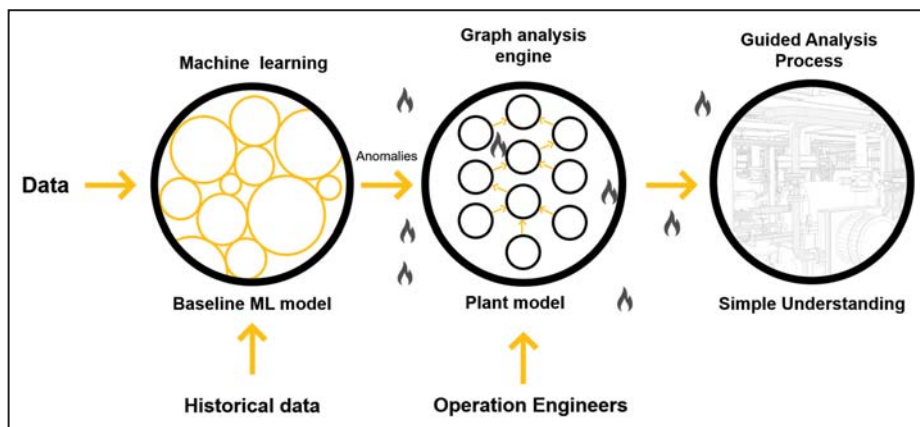 Machine learning
Graph analysis
engine
Guided Analysis
Process
Data
Anomalies
Baseline ML model
Plant model
Simple Understanding
Historical data
Operation Engineers